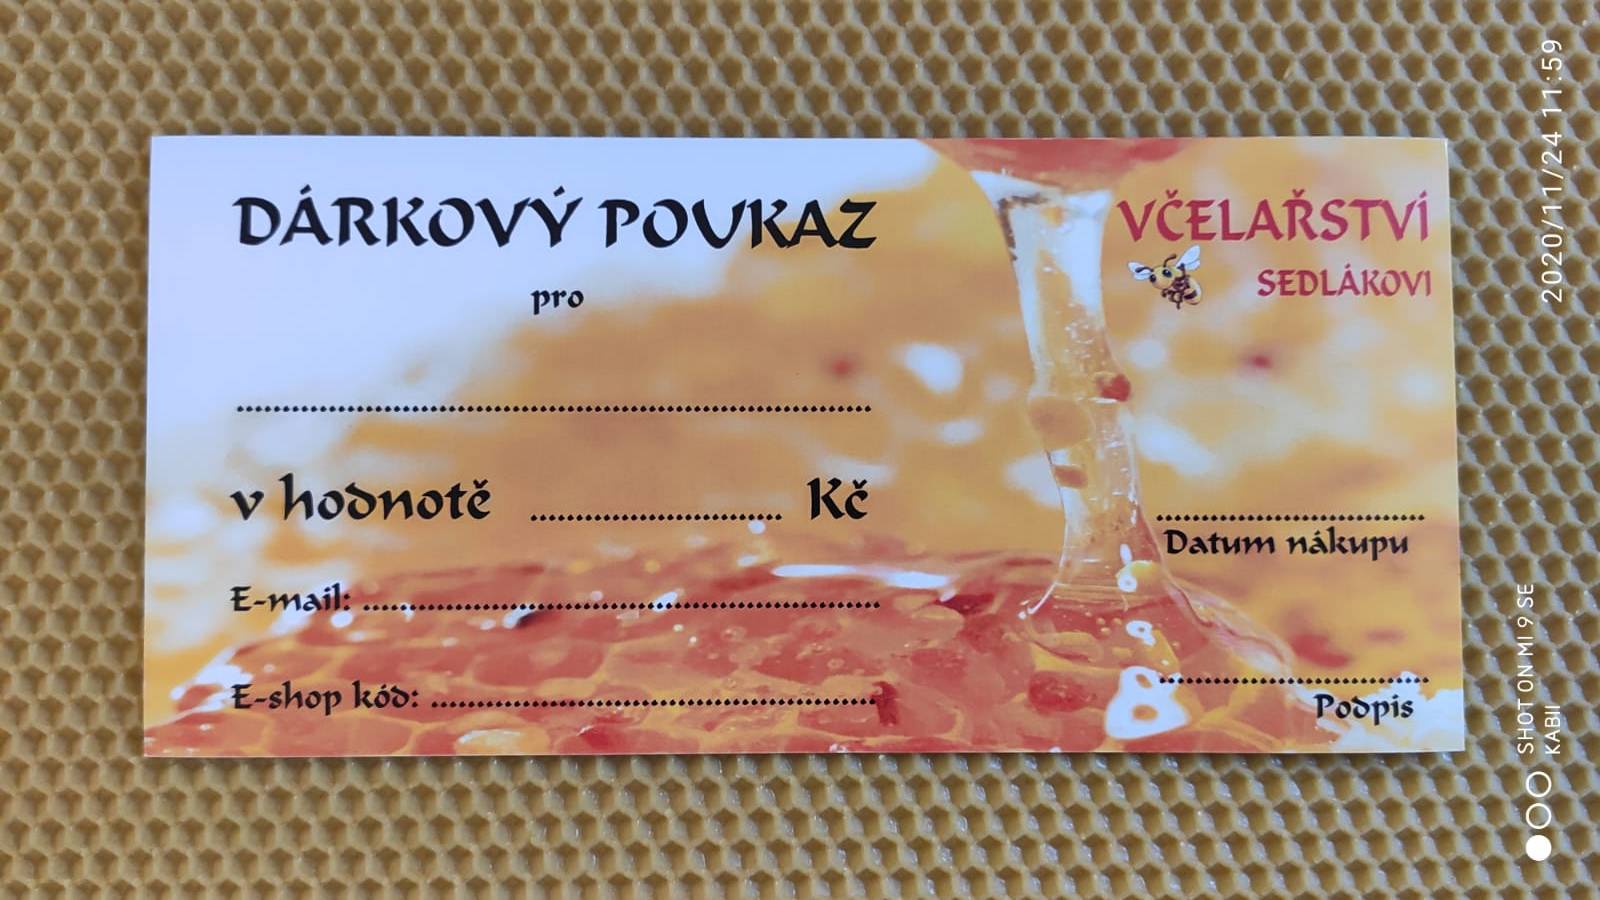 DÁRKOVÝ POUKAZ
pro
v hodnotě ........................ Kč
E-mail: ........................
E-shop kód: ........................
VČELAŘSTVÍ
SEDLÁKOVI
Datum nákupu
Podpis
2020/11/24 11:59
SHOT ON MI 9 SE
KABII